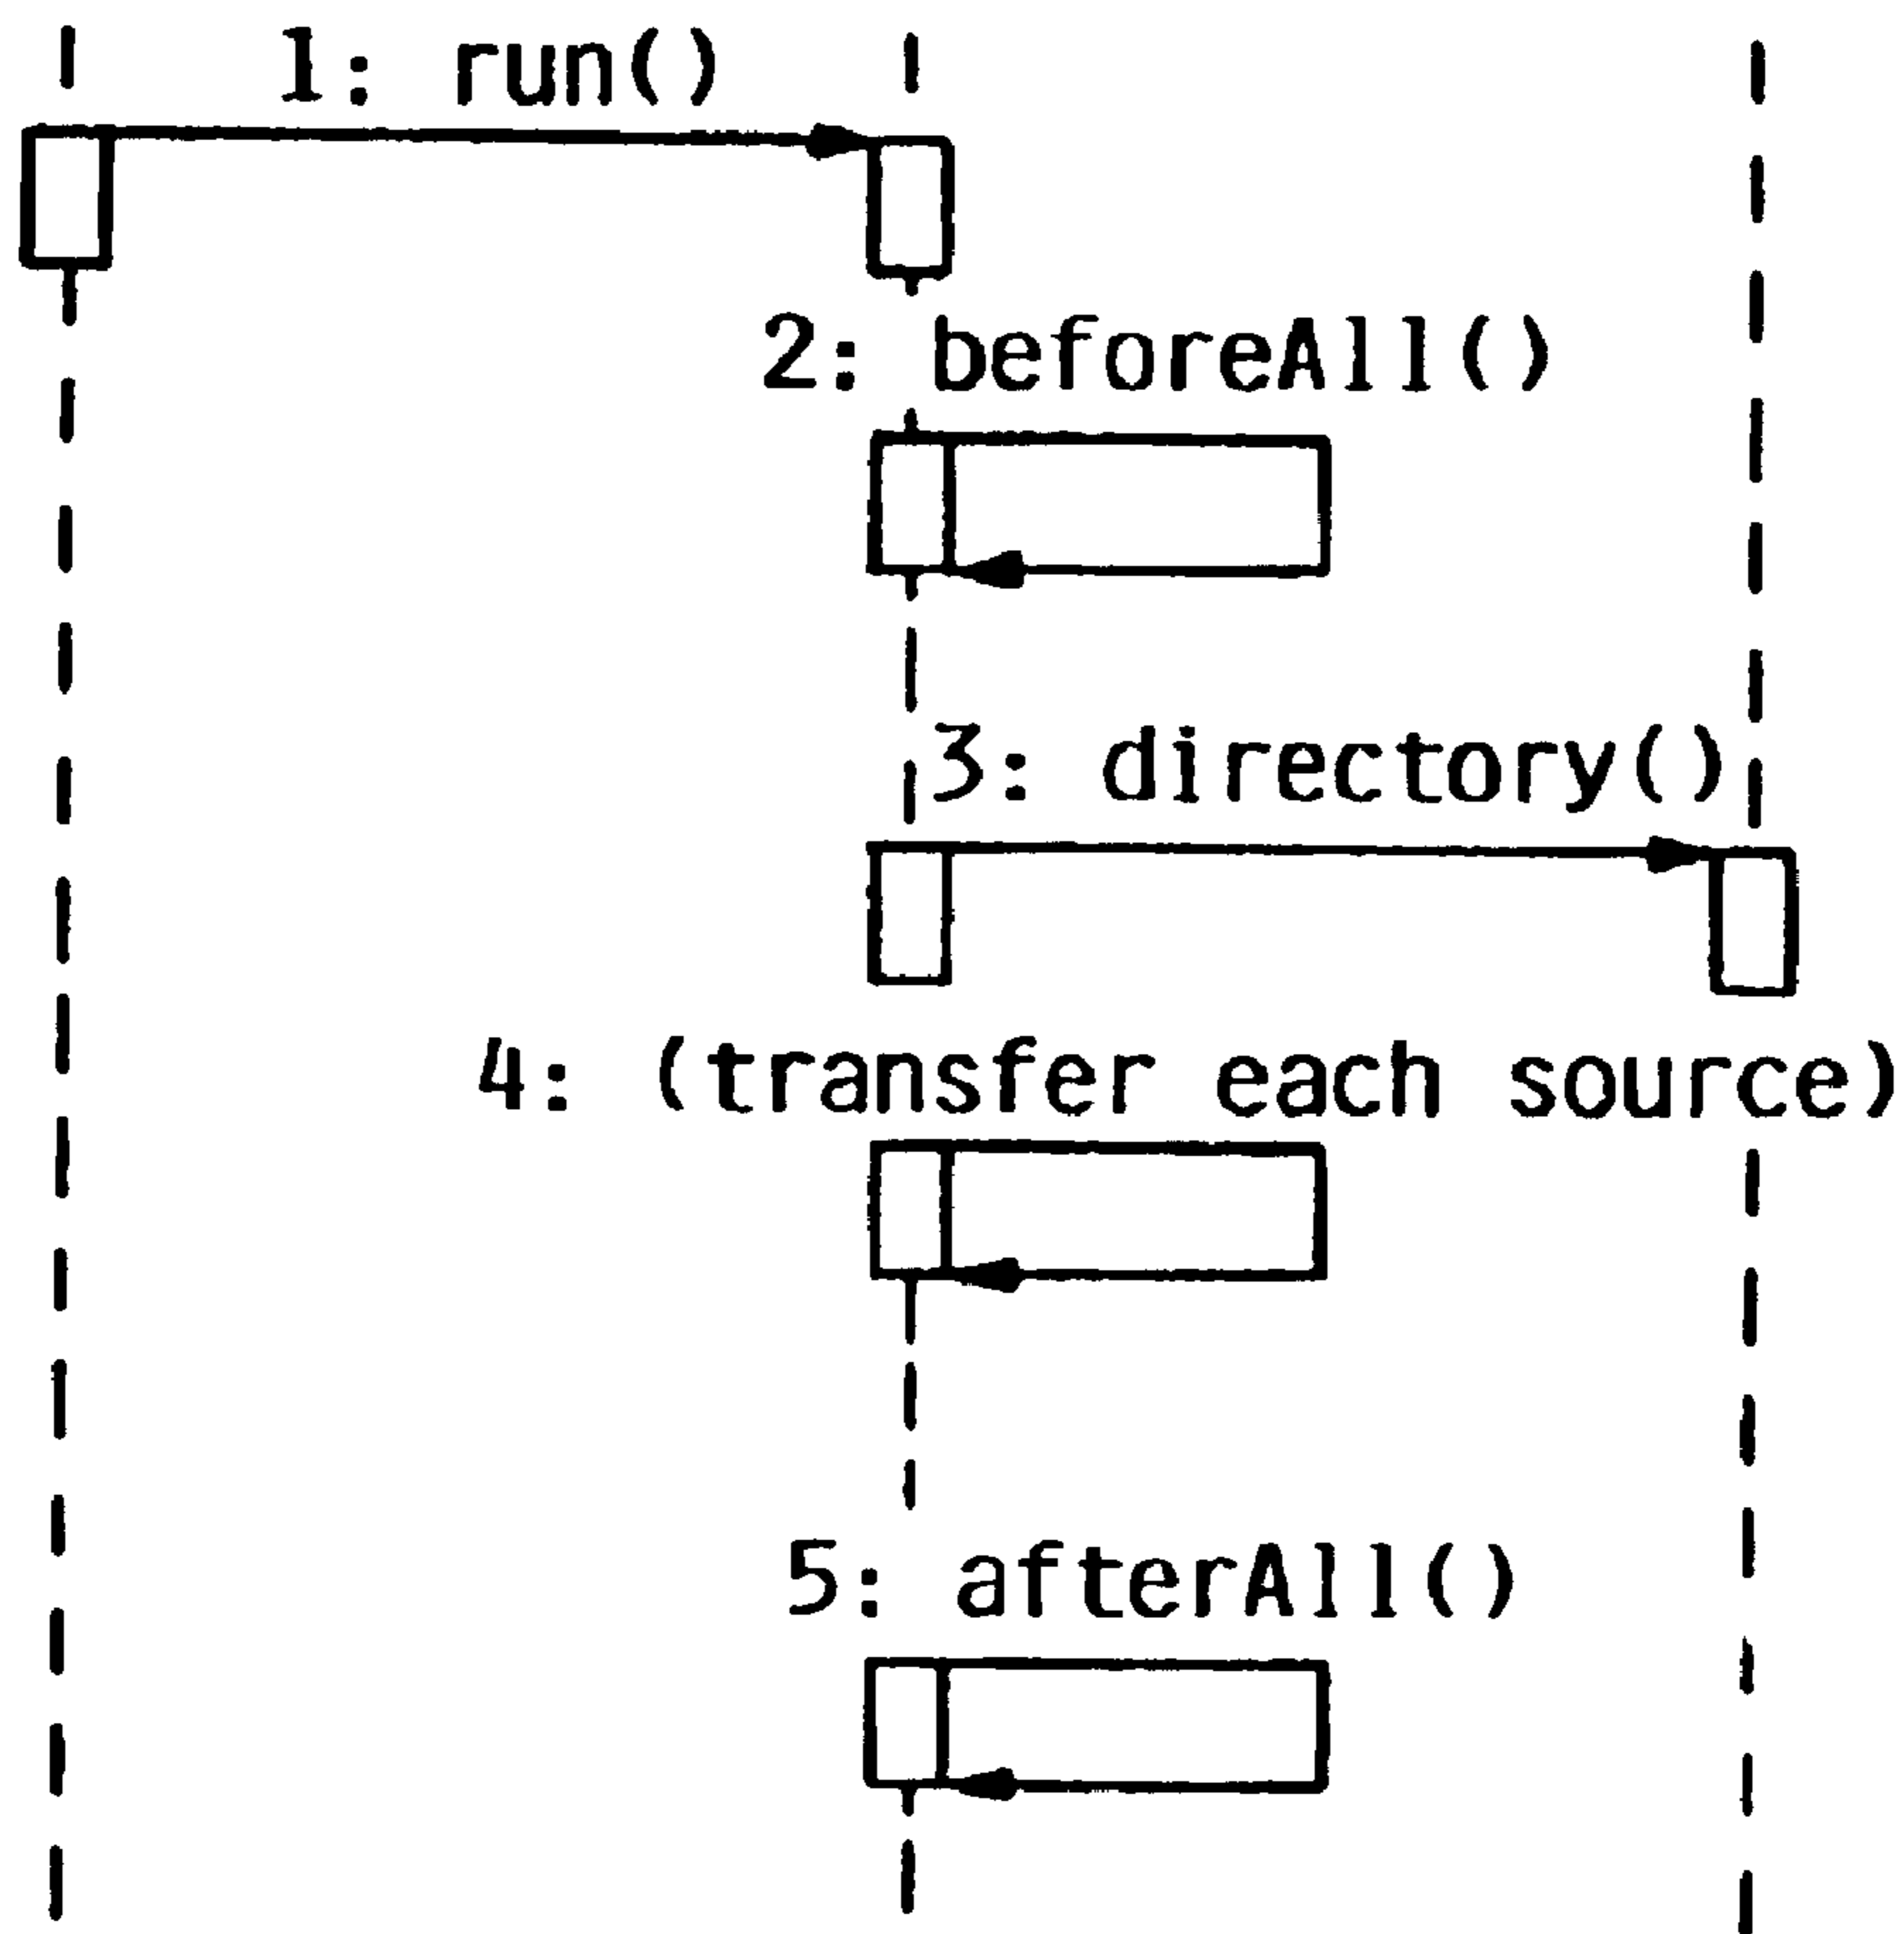 1: run()
2: beforeAll()
3: directory()
4: (transfer each source)
5: afterAll()